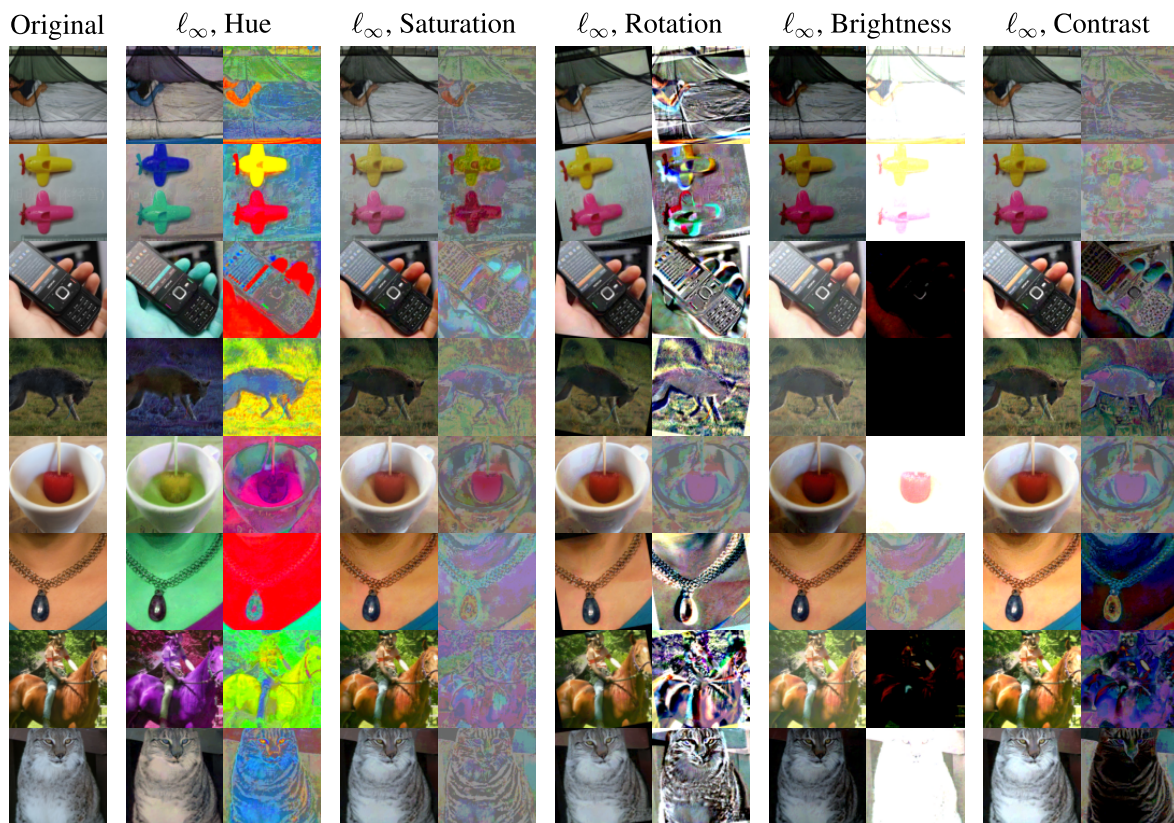 Original ℓ∞, Hue ℓ∞, Saturation ℓ∞, Rotation ℓ∞, Brightness ℓ∞, Contrast